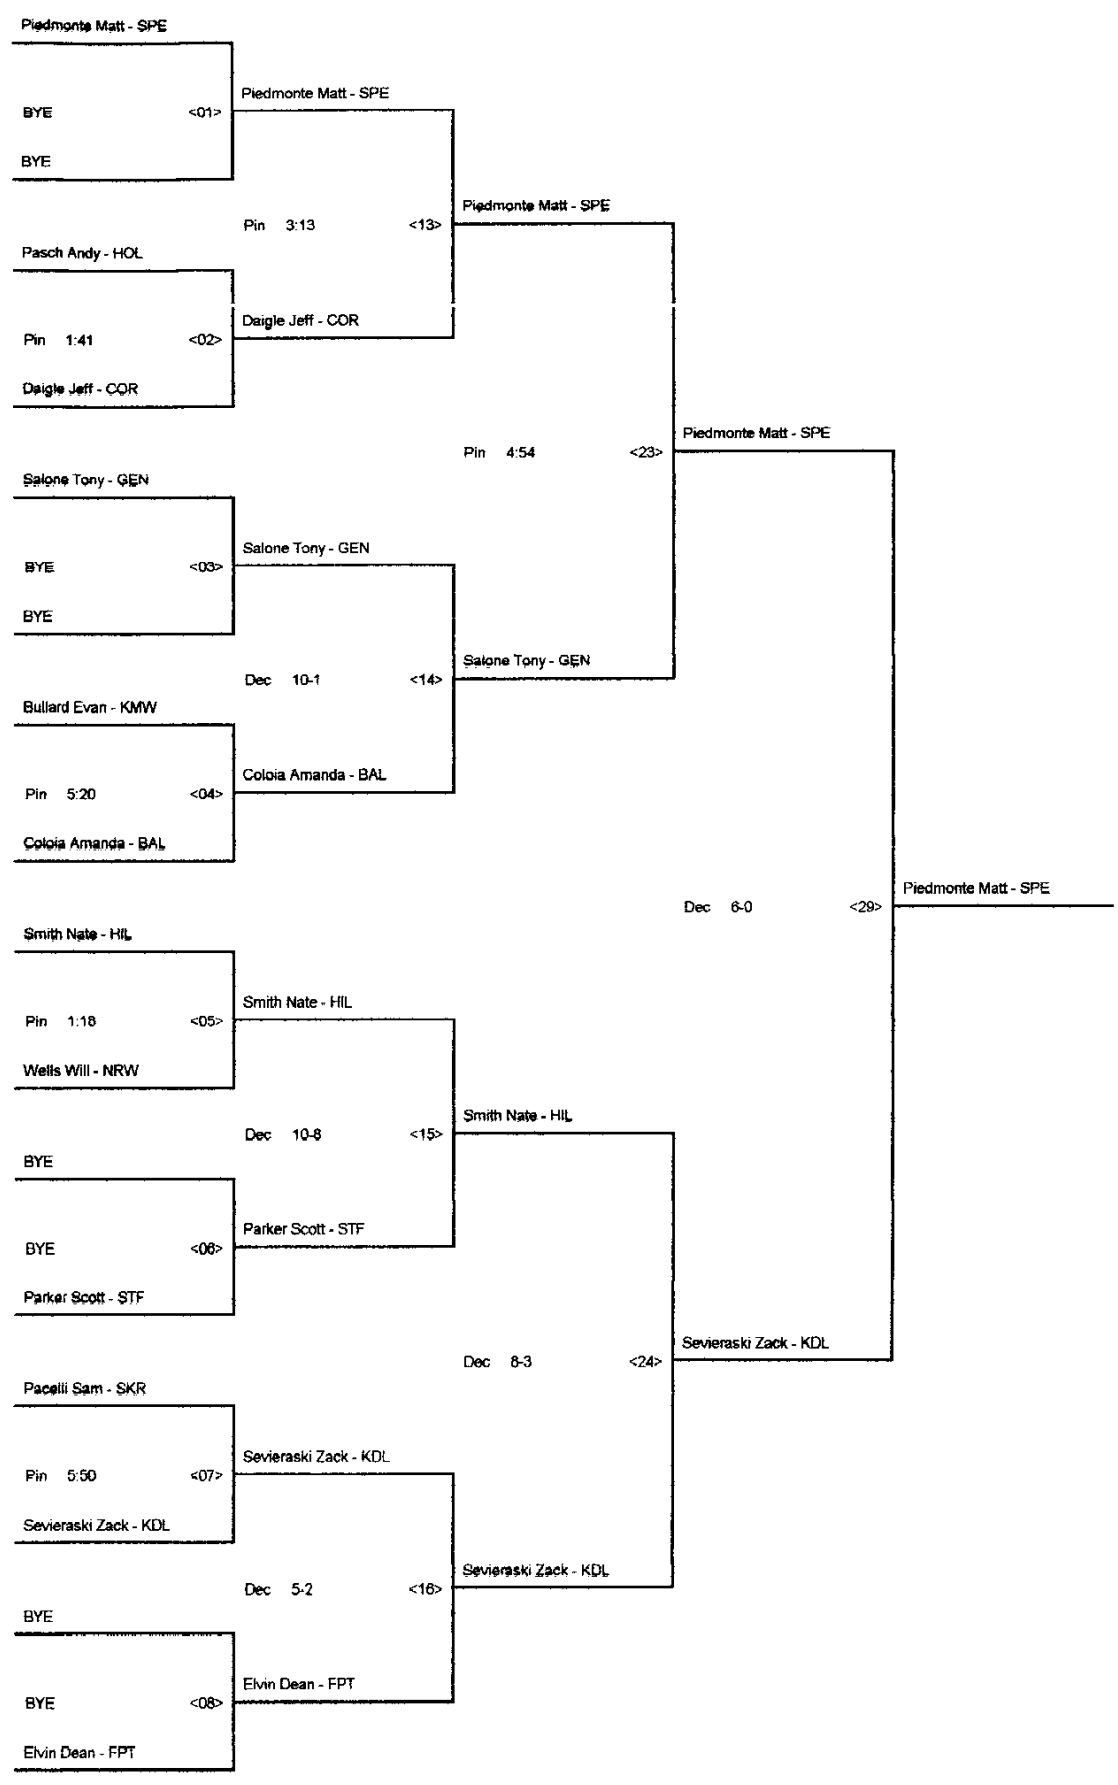 Piedmonte Matt - SPE
Piedmonte Matt - SPE
BYE <01>
BYE
Piedmonte Matt - SPE
Pin 3:13 <13>
Pasch Andy - HOL
Daigle Jeff - COR
Pin 1:41 <02>
Daigle Jeff - COR
Piedmonte Matt - SPE
Pin 4:54 <23>
Salone Tony - GEN
Salone Tony - GEN
BYE <03>
BYE
Salone Tony - GEN
Dec 10-1 <14>
Bullard Evan - KMW
Coloia Amanda - BAL
Pin 5:20 <04>
Coloia Amanda - BAL
Piedmonte Matt - SPE
Dec 6-0 <29>
Smith Nate - HIL
Smith Nate - HIL
Pin 1:18 <05>
Wells Will - NRW
Smith Nate - HIL
Dec 10-8 <15>
BYE
Parker Scott - STF
BYE <06>
Parker Scott - STF
Sevieraski Zack - KDL
Dec 8-3 <24>
Pacelli Sam - SKR
Sevieraski Zack - KDL
Pin 5:50 <07>
Sevieraski Zack - KDL
Sevieraski Zack - KDL
Dec 5-2 <16>
BYE
Elvin Dean - FPT
BYE <08>
Elvin Dean - FPT